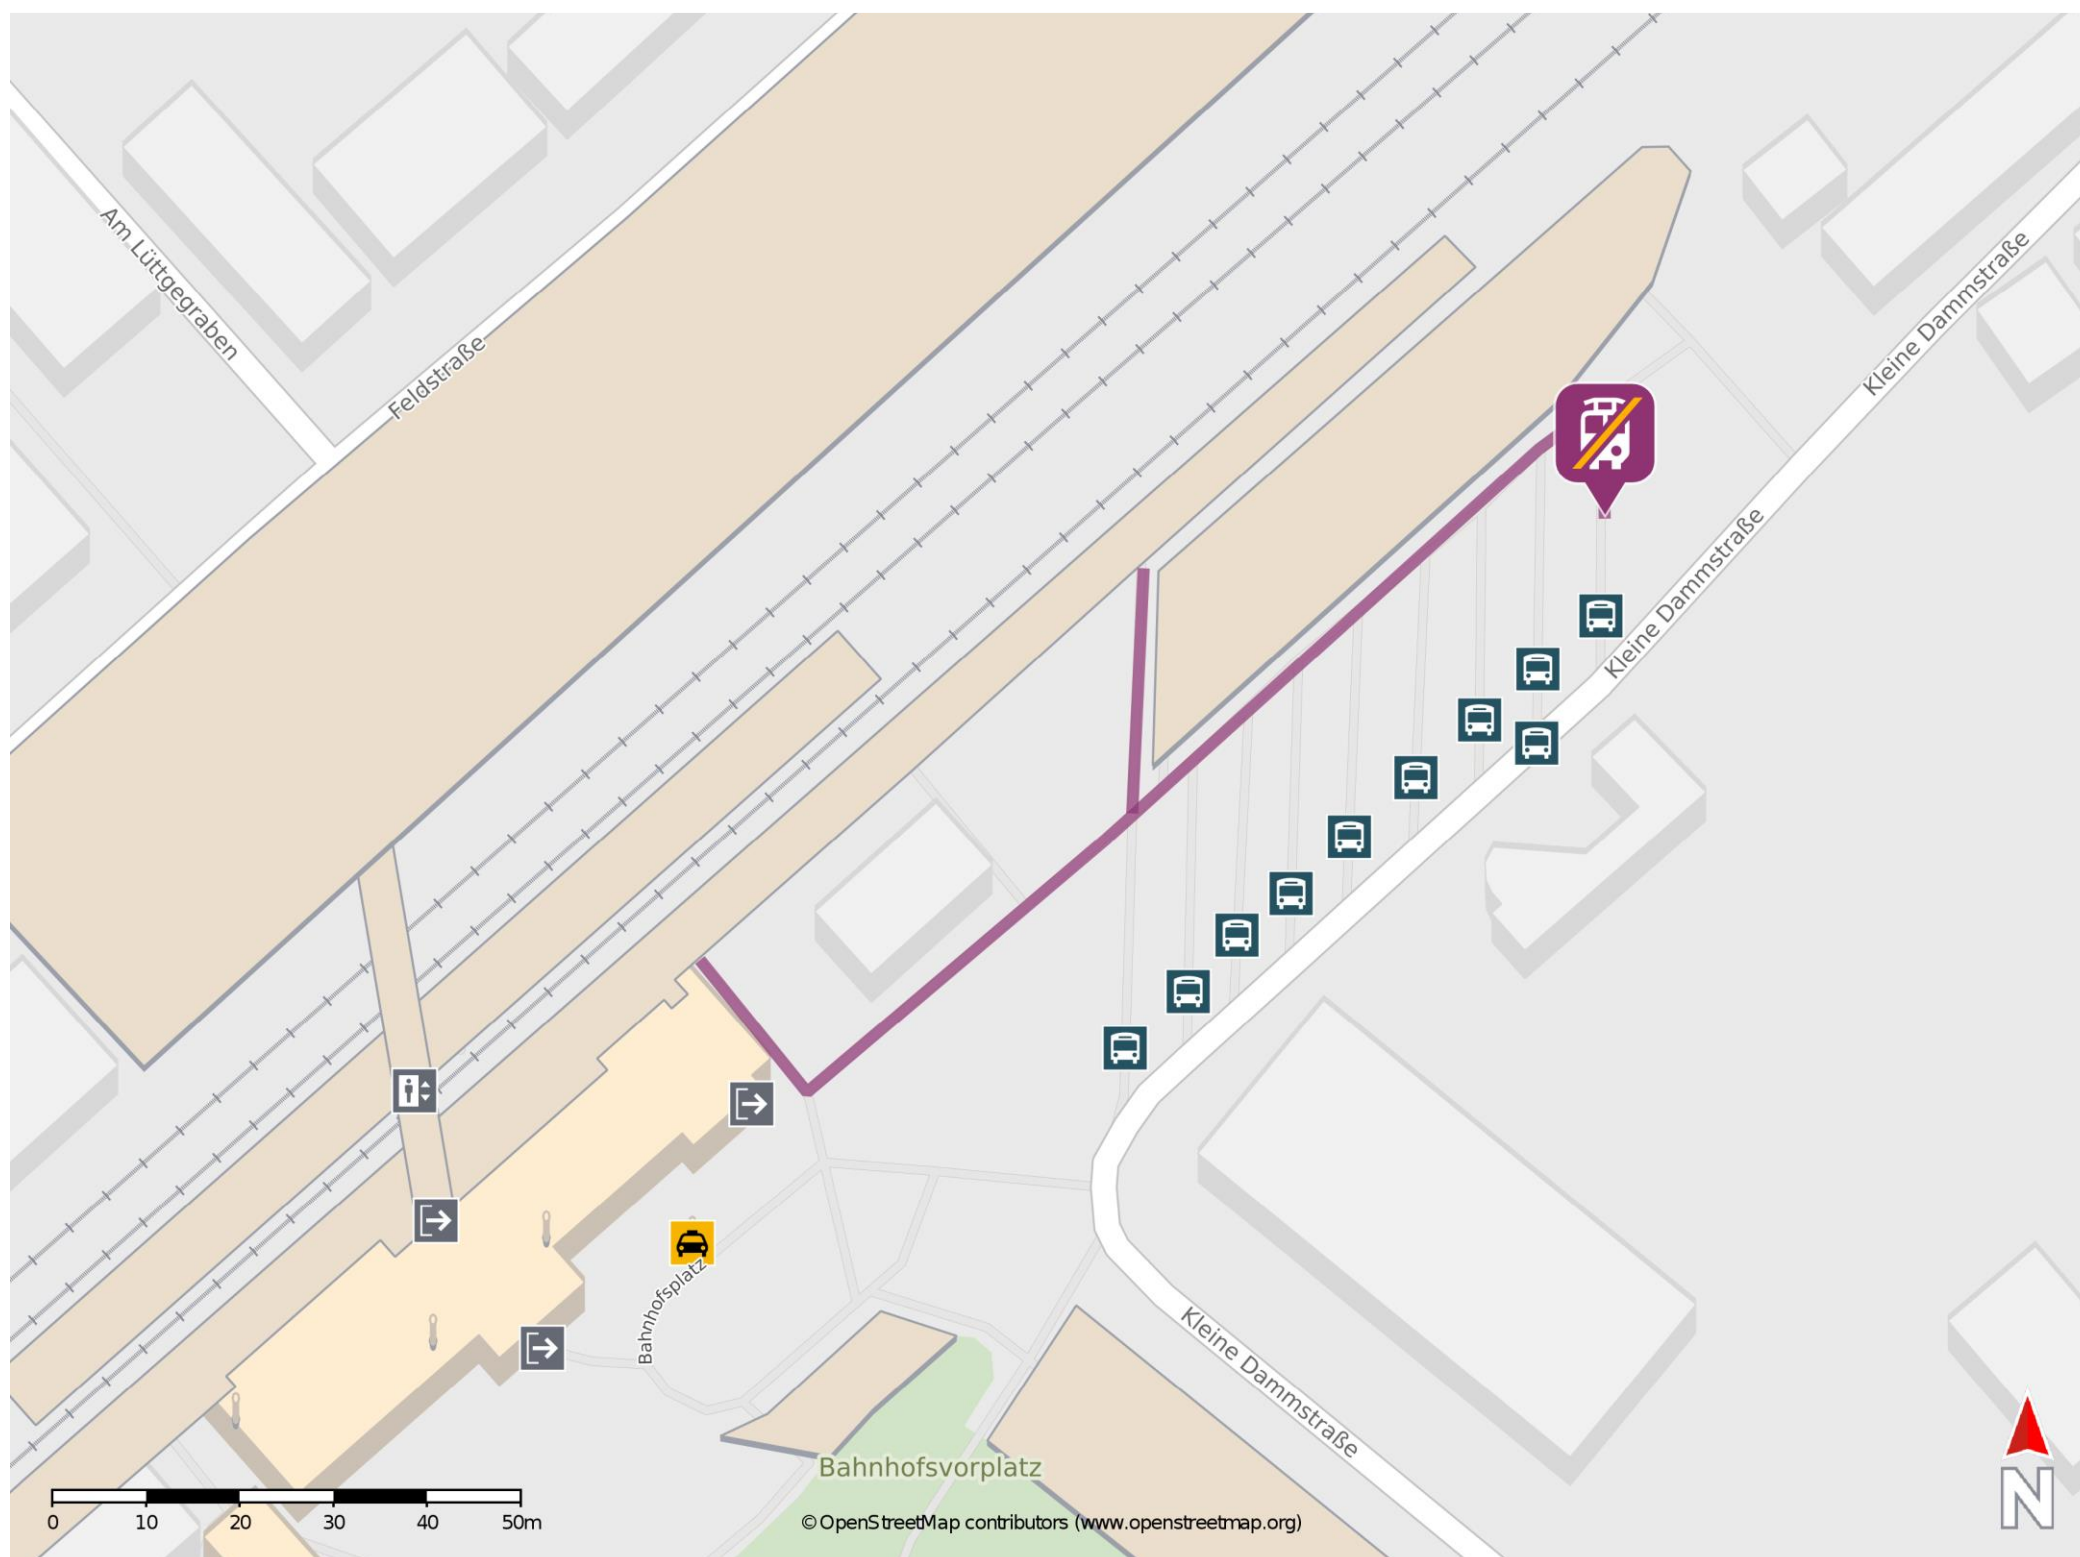 Am Lüttgegraben
Feldstraße
Kleine Dammstraße
Kleine Dammstraße
Bahnhofsplatz
Kleine Dammstraße
Bahnhofsvorplatz
0 10 20 30 40 50m
© OpenStreetMap contributors (www.openstreetmap.org)
N